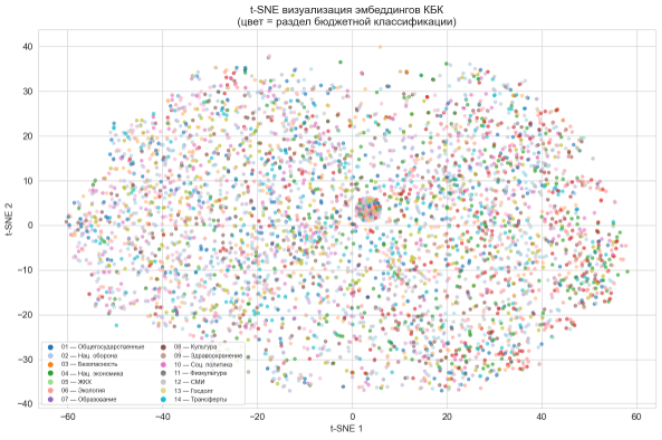 t-SNE визуализация эмбеддингов КБК
(цвет = раздел бюджетной классификации)
40
30
20
10
0
−10
−20
−30
−40
t-SNE 2
01 — Общегосударственные
02 — Нац. оборона
03 — Безопасность
04 — Нац. экономика
05 — ЖКХ
06 — Экология
07 — Образование
08 — Культура
09 — Здравоохранение
10 — Соц. политика
11 — Физкультура
12 — СМИ
13 — Госдолг
14 — Трансферты
−60
−40
−20
0
20
40
60
t-SNE 1